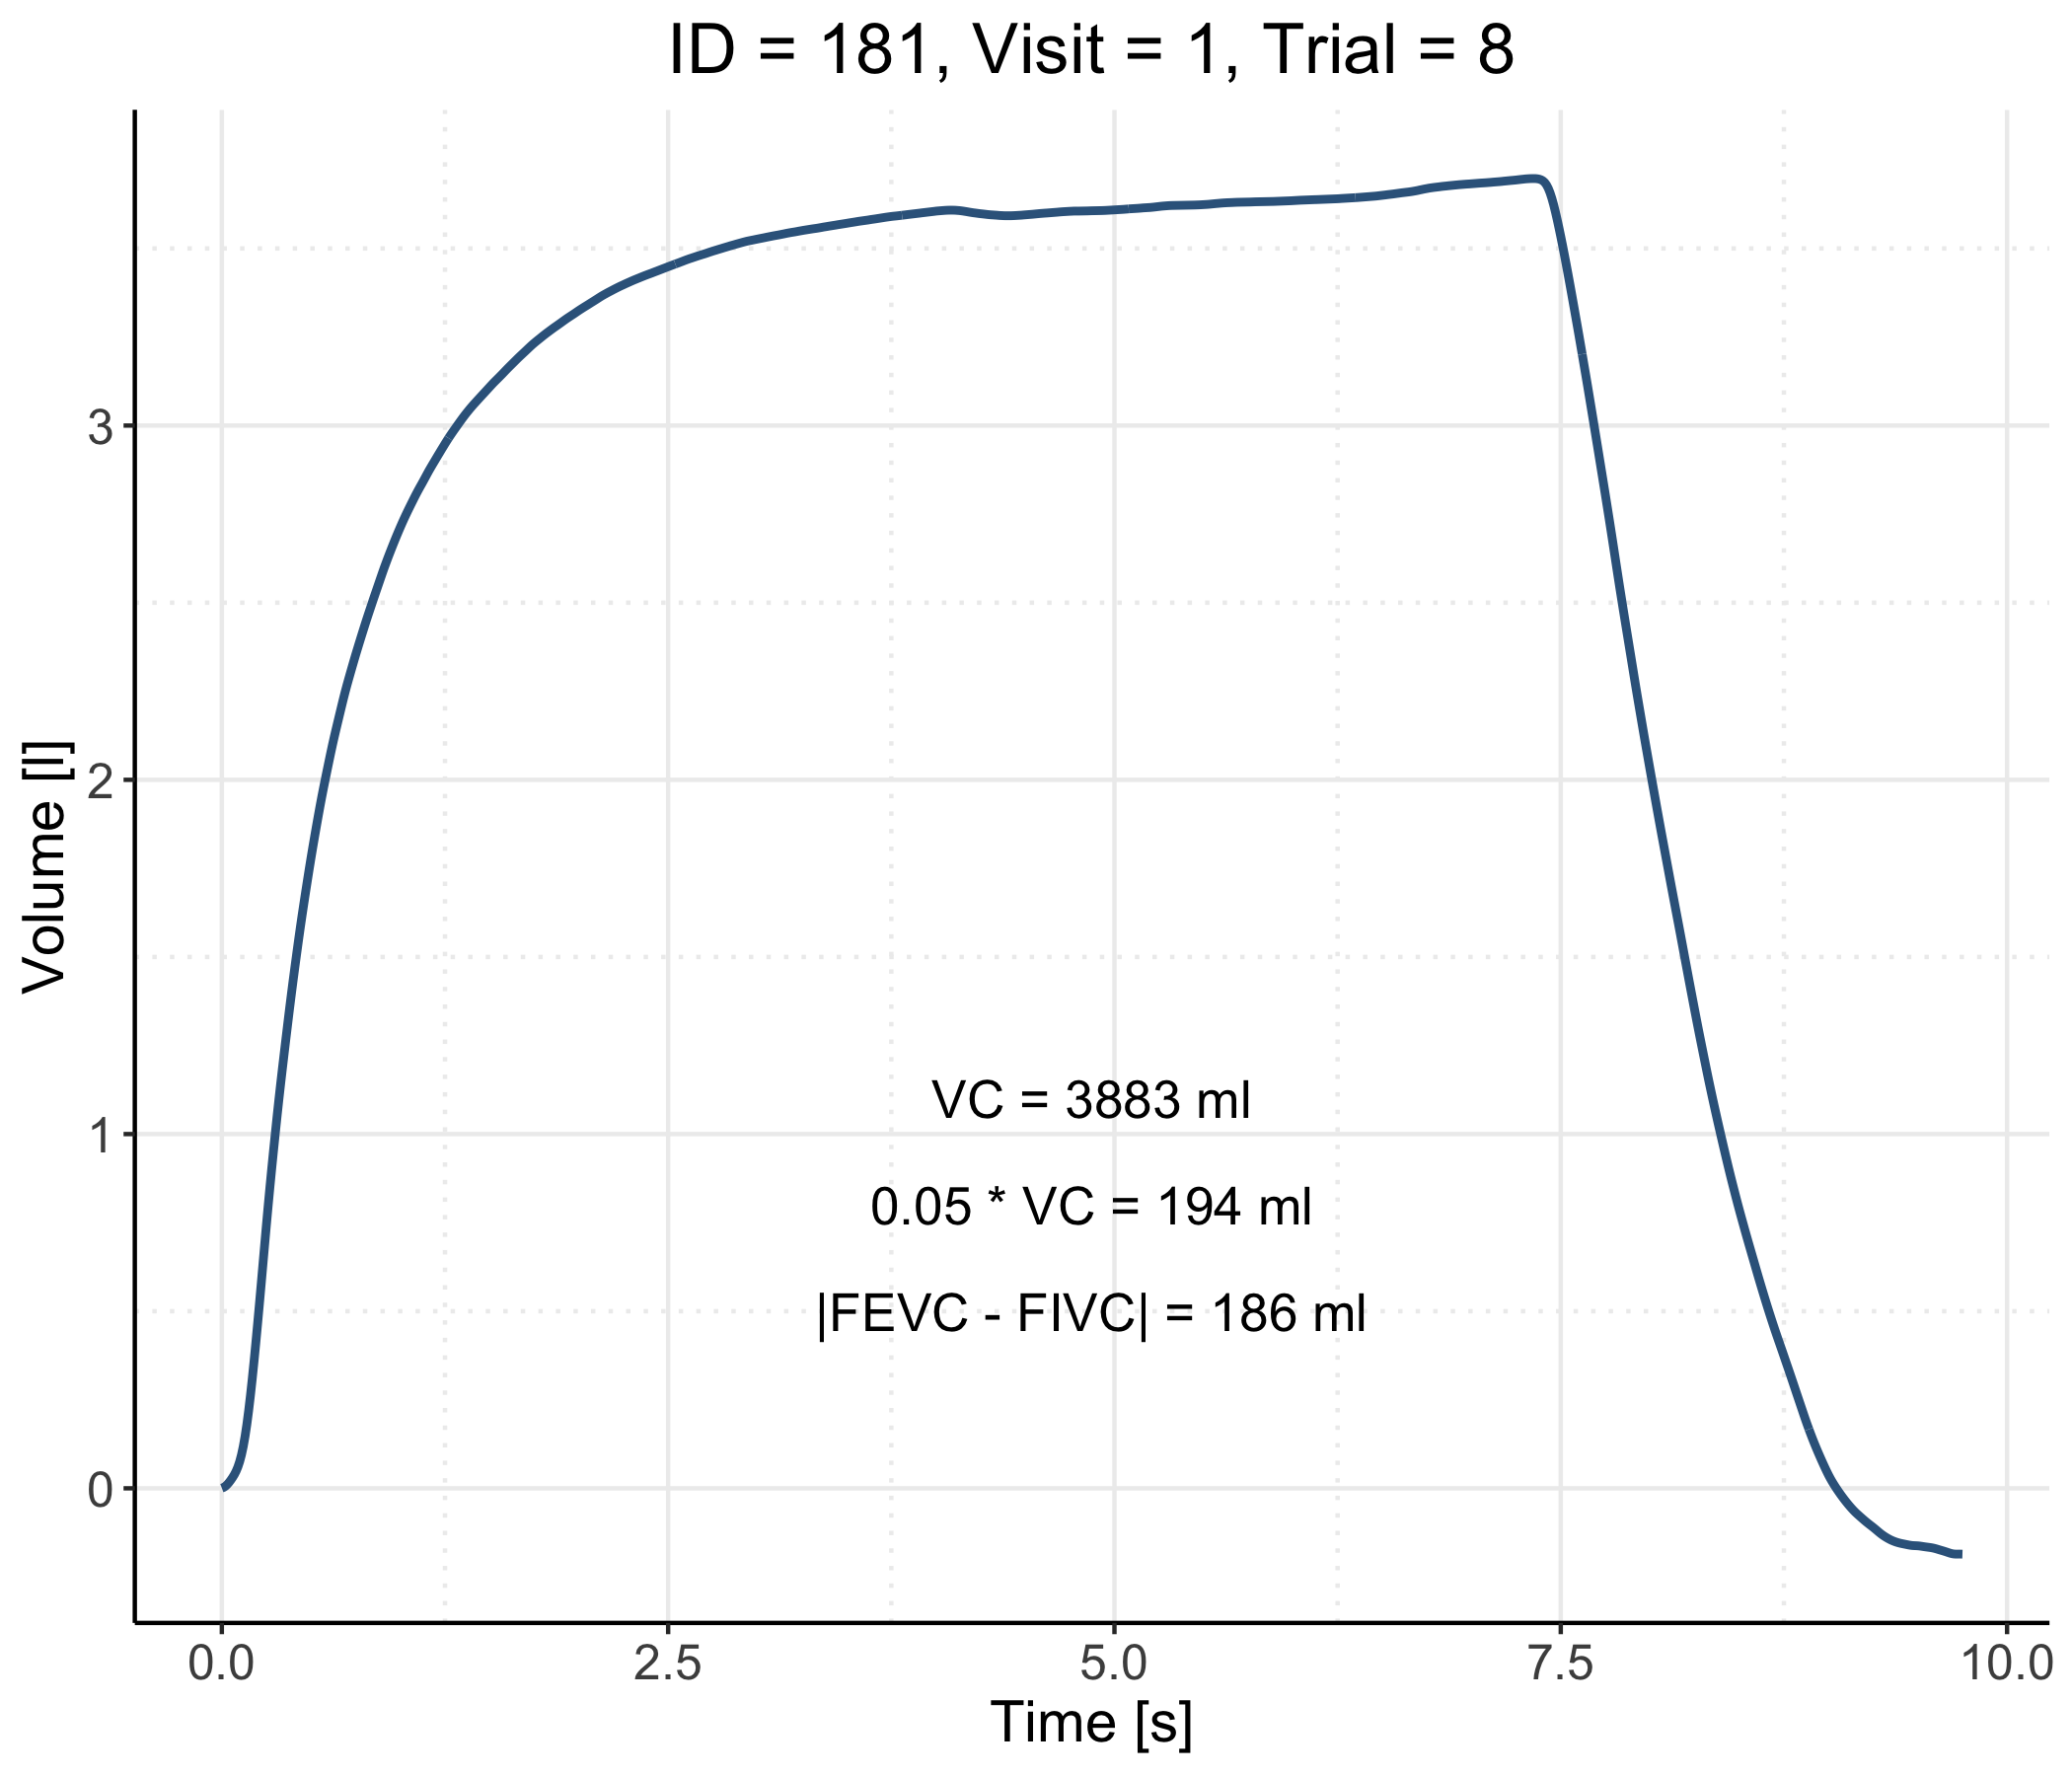 ID = 181, Visit = 1, Trial = 8
Volume [l]
3
2
1
0
VC = 3883 ml
0.05 * VC = 194 ml
|FEVC - FIVC| = 186 ml
0.0 2.5 5.0 7.5 10.0
Time [s]